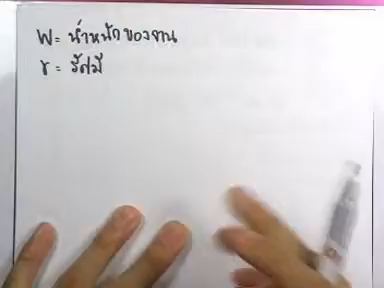 W = น้ำหนักของจาน
r = รัศมี